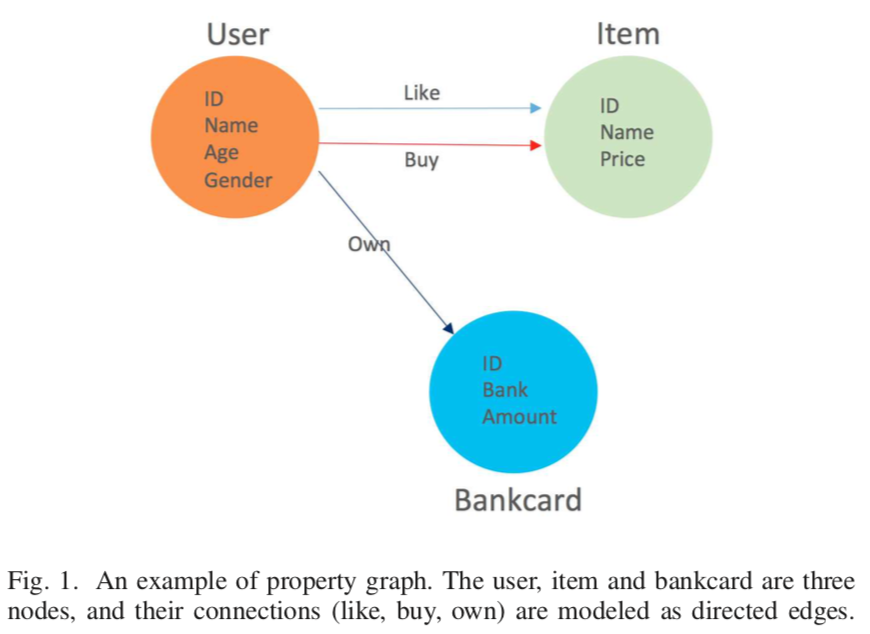 User
Item
ID
Name
Age
Gender
Like
Buy
ID
Name
Price
Own
ID
Bank
Amount
Bankcard
Fig. 1. An example of property graph. The user, item and bankcard are three
nodes, and their connections (like, buy, own) are modeled as directed edges.